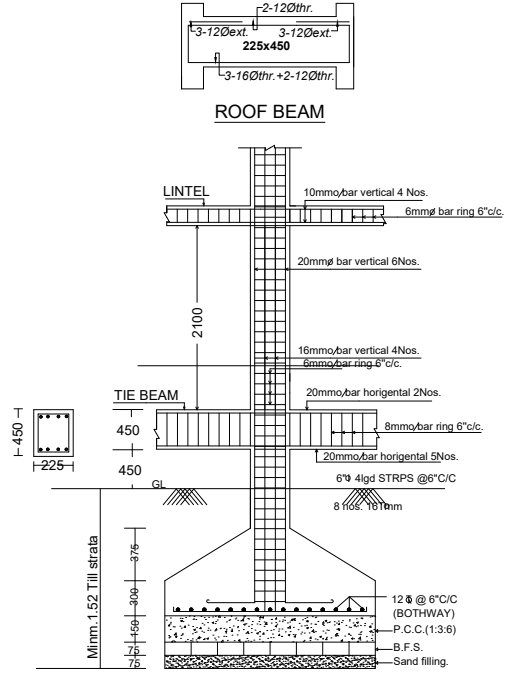 2-12Øthr.
3-12Øext. 3-12Øext.
225x450
3-16Øthr.+2-12Øthr.
ROOF BEAM
LINTEL
10mmø bar vertical 4 Nos.
6mmø bar ring 6"c/c.
20mmø bar vertical 6Nos.
2100
16mmø bar vertical 4Nos.
6mmø bar ring 6"c/c.
TIE BEAM
20mmø bar horigental 2Nos.
450
225
450
8mmø bar ring 6"c/c.
20mmø bar horigental 5Nos.
450
GL
6"Φ 4lgd STRPS @6"C/C
8 nos.
Minm.1.52 Till strata
375
300
150
75
75
12 @ 6"C/C
(BOTHWAY)
P.C.C.(1:3:6)
B.F.S.
Sand filling.